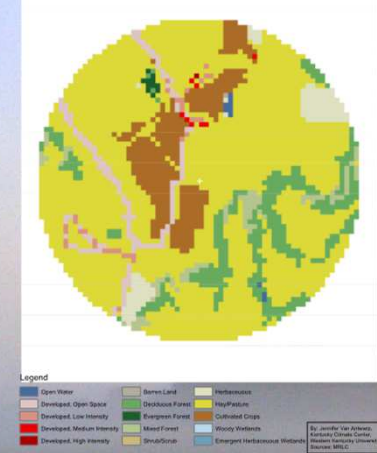 Legend
Open Water
Developed, Open Space
Developed, Low Intensity
Developed, Medium Intensity
Developed, High Intensity
Barren Land
Deciduous Forest
Evergreen Forest
Mixed Forest
Shrub/Scrub
Herbaceous
Hay/Pasture
Cultivated Crops
Woody Wetlands
Emergent Herbaceous Wetlands
By: Jennifer Van Antwerp,
Kentucky Climate Center,
Western Kentucky University
Sources: MRLC